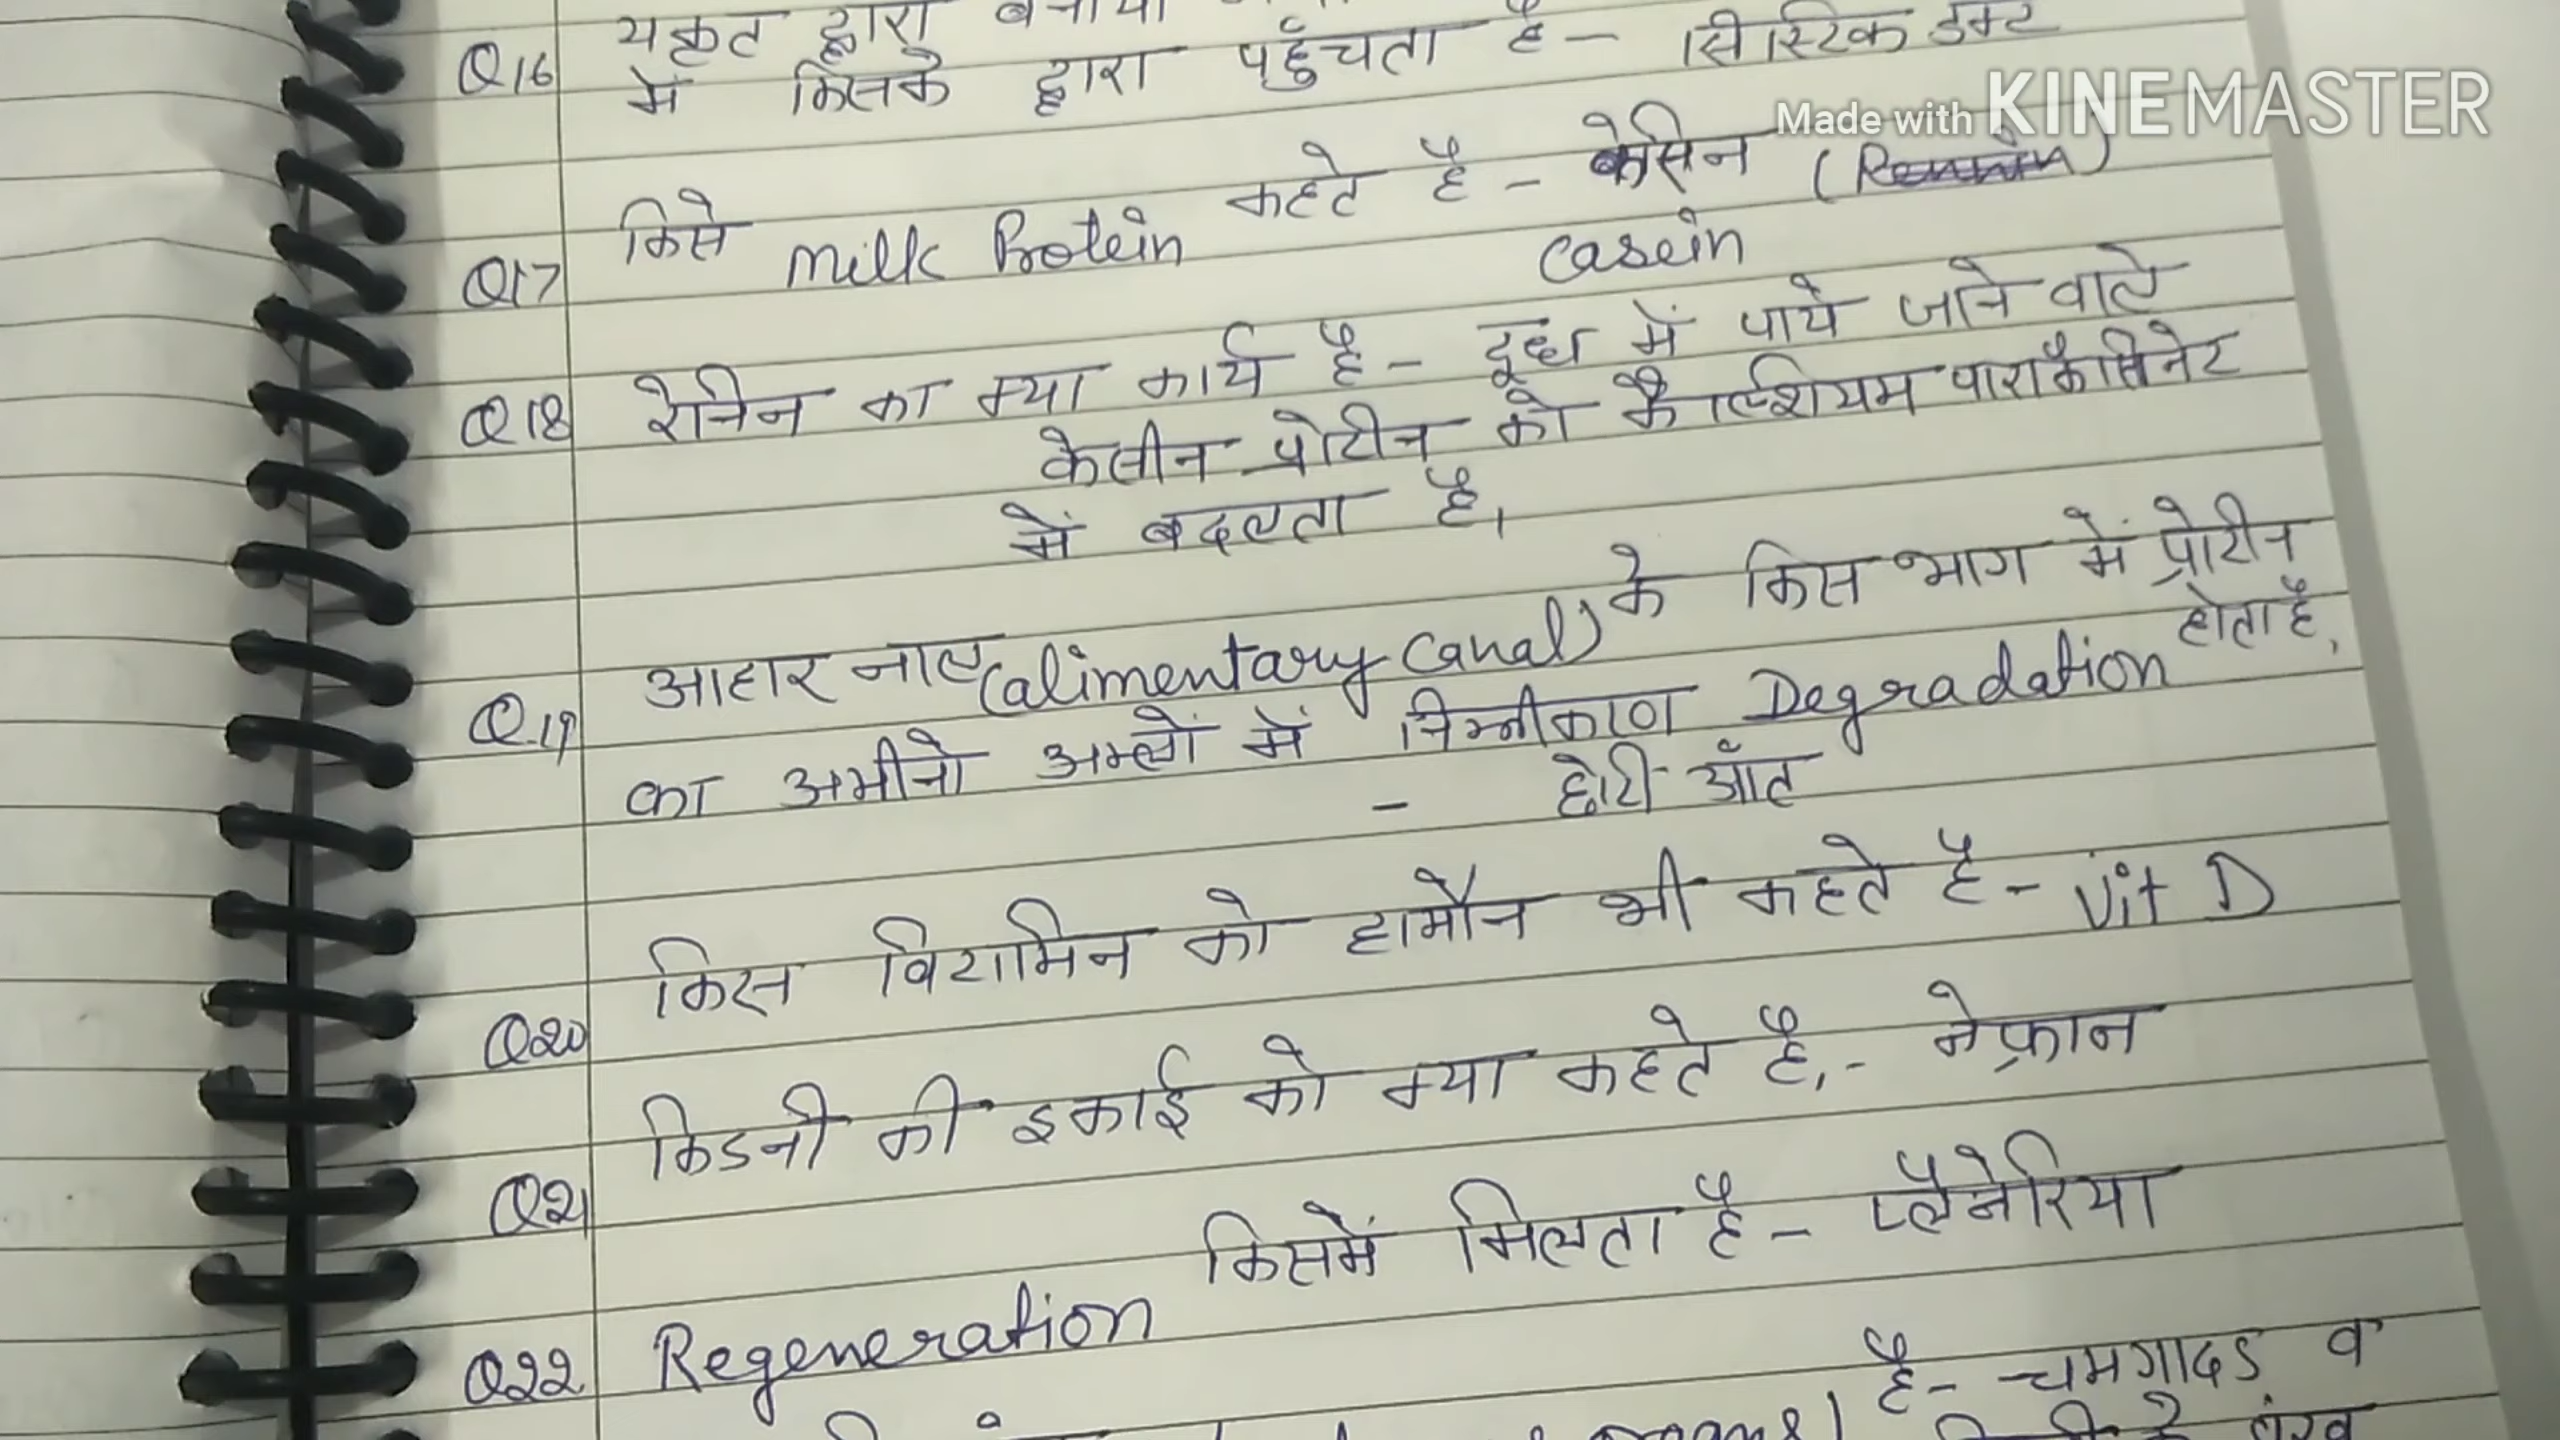 यकृत द्वारा
Q16 में किसके द्वारा पहुँचता है - सिस्टिक डक्ट
Made with KINEMASTER
Q17 किसे Milk Protein कहते है - केसिन (Rennin)
Casein
Q18 रेनिन का क्या कार्य है - दूध में पाये जाने वाले
केसीन प्रोटीन को कैल्शियम पाराकैसिनेट
में बदलता है,
Q.19 आहार नाल (alimentary canal) के किस भाग में प्रोटीन
का अमीनो अम्लों में निम्नीकरण Degradation होता है,
- छोटी आँत
Q20 किस विटामिन को हार्मोन भी कहते है - Vit D
Q21 किडनी की इकाई को क्या कहते है,- नेफ्रान
Q22 Regeneration किसमें मिलता है - प्लैनेरिया
है- चमगादड व